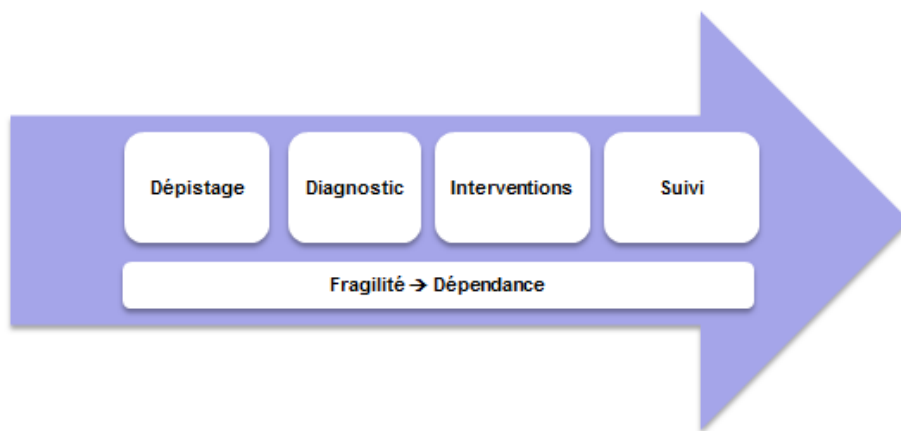 Dépistage
Diagnostic
Interventions
Suivi
Fragilité → Dépendance